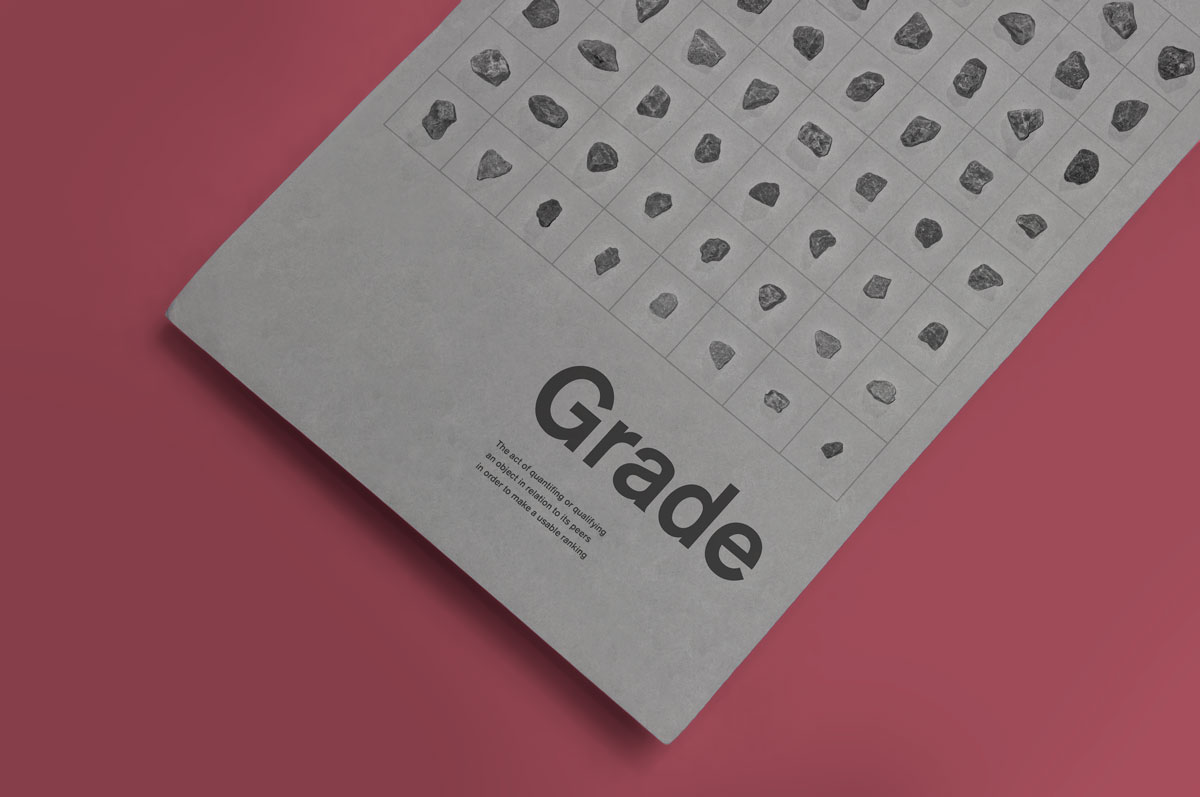 Grade
The act of quantifing or qualifying
an object in relation to its peers
in order to make a usable ranking